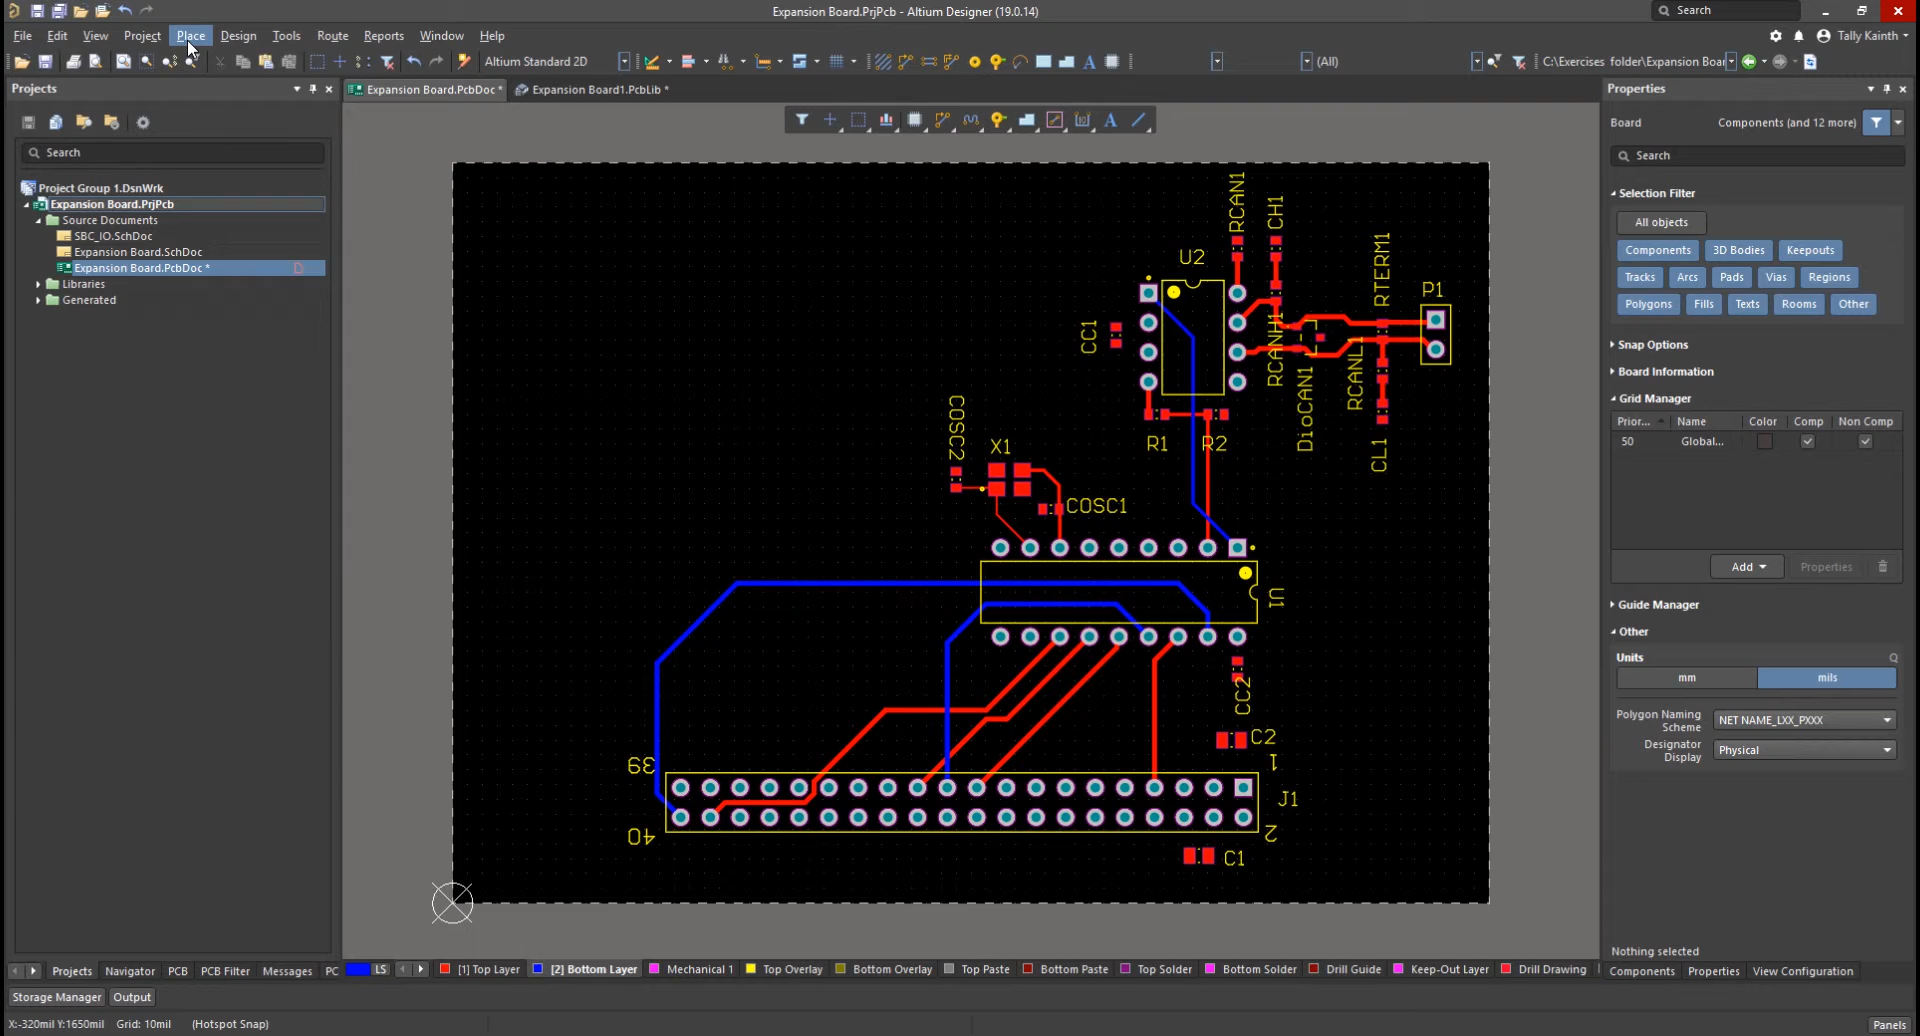 Expansion Board.PrjPcb - Altium Designer (19.0.14)
Search
File Edit View Project Place Design Tools Route Reports Window Help
Tally Kainth
Altium Standard 2D
(All)
C:\Exercises folder\Expansion Boar
Projects
Expansion Board.PcbDoc *
Expansion Board1.PcbLib *
Properties
Search
Project Group 1.DsnWrk
Expansion Board.PrjPcb
Source Documents
SBC_IO.SchDoc
Expansion Board.SchDoc
Expansion Board.PcbDoc *
Libraries
Generated
RCAN1
CH1
U2
RTERM1
P1
CC1
RCANH1
DioCAN1
RCANL1
COSC2
X1
R1
R2
CL1
COSC1
U1
CC2
C2
39
1
J1
40
2
C1
Board
Components (and 12 more)
Search
Selection Filter
All objects
Components 3D Bodies Keepouts
Tracks Arcs Pads Vias Regions
Polygons Fills Texts Rooms Other
Snap Options
Board Information
Grid Manager
Prior... Name Color Comp Non Comp
50 Global...
Add Properties
Guide Manager
Other
Units
mm mils
Polygon Naming
Scheme
NET NAME_LXX_PXXX
Designator
Display
Physical
Nothing selected
Projects Navigator PCB PCB Filter Messages PC
LS [1] Top Layer [2] Bottom Layer Mechanical 1 Top Overlay Bottom Overlay Top Paste Bottom Paste Top Solder Bottom Solder Drill Guide Keep-Out Layer Drill Drawing
Components Properties View Configuration
Storage Manager Output
X:-320mil Y:1650mil Grid: 10mil (Hotspot Snap)
Panels